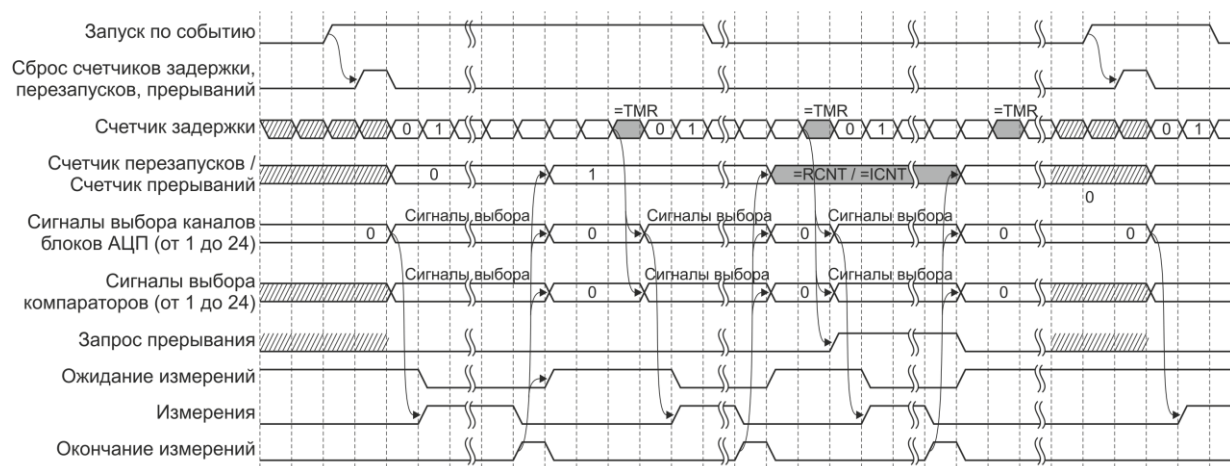 Запуск по событию
Сброс счетчиков задержки,
перезапусков, прерываний
=TMR =TMR =TMR
Счетчик задержки 0 1 0 1 0 1 0 1
Счетчик перезапусков /
Счетчик прерываний
0 1 =RCNT / =ICNT
0
Сигналы выбора Сигналы выбора Сигналы выбора
Сигналы выбора каналов
блоков АЦП (от 1 до 24)
0 0 0 0 0
Сигналы выбора Сигналы выбора Сигналы выбора
Сигналы выбора
компараторов (от 1 до 24)
0 0 0
Запрос прерывания
Ожидание измерений
Измерения
Окончание измерений